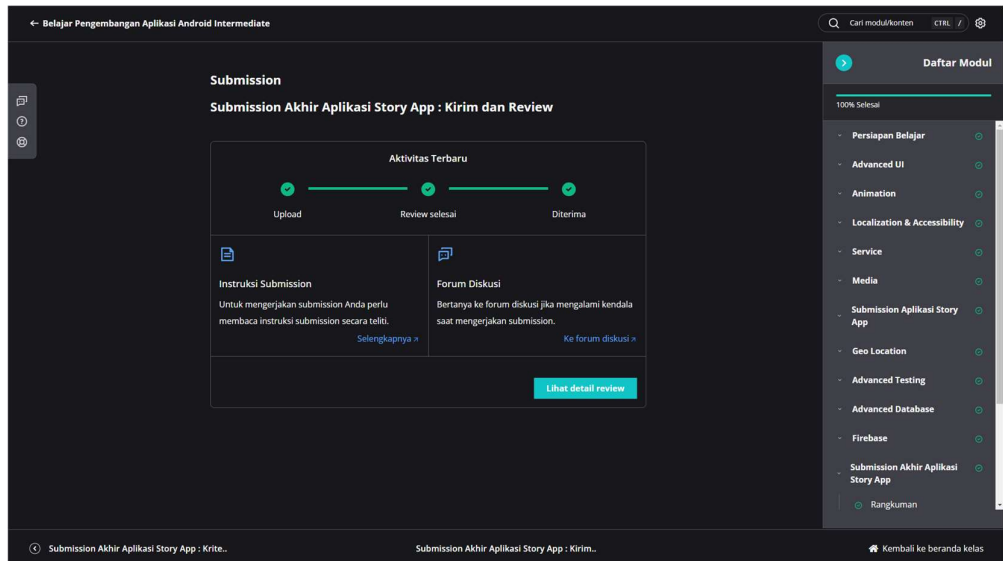 ← Belajar Pengembangan Aplikasi Android Intermediate
Cari modul/konten CTRL /
Submission
Submission Akhir Aplikasi Story App : Kirim dan Review
Aktivitas Terbaru
Upload
Review selesai
Diterima
Instruksi Submission
Untuk mengerjakan submission Anda perlu
membaca instruksi submission secara teliti.
Selengkapnya
Forum Diskusi
Bertanya ke forum diskusi jika mengalami kendala
saat mengerjakan submission.
Ke forum diskusi
Lihat detail review
Daftar Modul
100% Selesai
Persiapan Belajar
Advanced UI
Animation
Localization & Accessibility
Service
Media
Submission Aplikasi Story
App
Geo Location
Advanced Testing
Advanced Database
Firebase
Submission Akhir Aplikasi
Story App
Rangkuman
Submission Akhir Aplikasi Story App : Krite..
Submission Akhir Aplikasi Story App : Kirim..
Kembali ke beranda kelas